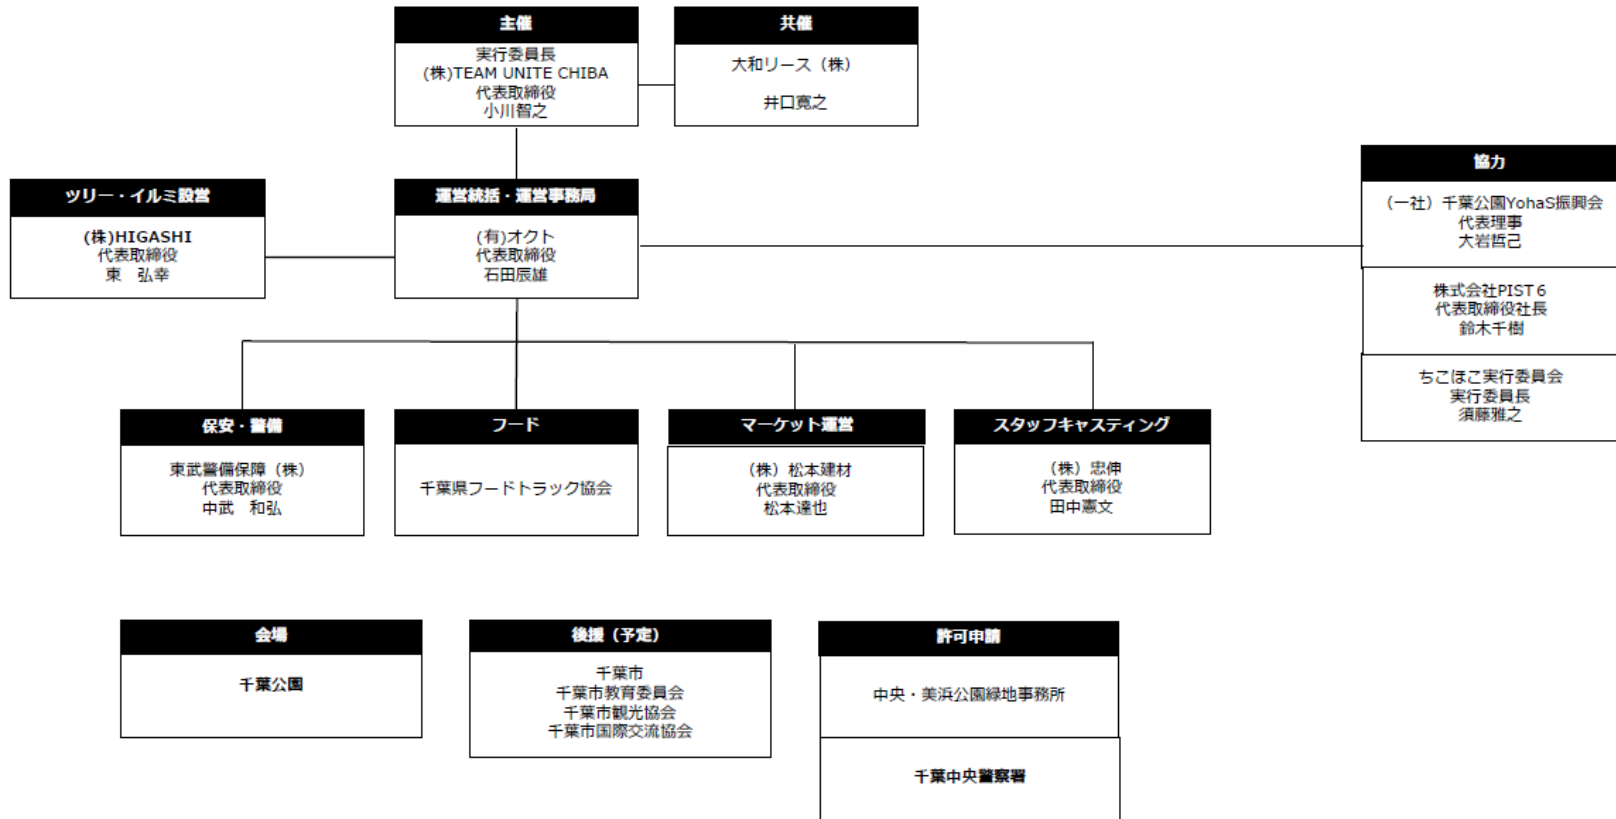 主催
実行委員長
(株)TEAM UNITE CHIBA
代表取締役
小川智之
共催
大和リース（株）
井口寛之
ツリー・イルミ設営
(株)HIGASHI
代表取締役
東　弘幸
運営統括・運営事務局
(有)オクト
代表取締役
石田辰雄
協力
（一社）千葉公園YohaS振興会
代表理事
大岩哲己
株式会社PIST６
代表取締役社長
鈴木千樹
ちこほこ実行委員会
実行委員長
須藤雅之
保安・警備
東武警備保障（株）
代表取締役
中武　和弘
フード
千葉県フードトラック協会
マーケット運営
（株）松本建材
代表取締役
松本達也
スタッフキャスティング
（株）忠伸
代表取締役
田中憲文
会場
千葉公園
後援（予定）
千葉市
千葉市教育委員会
千葉市観光協会
千葉市国際交流協会
許可申請
中央・美浜公園緑地事務所
千葉中央警察署